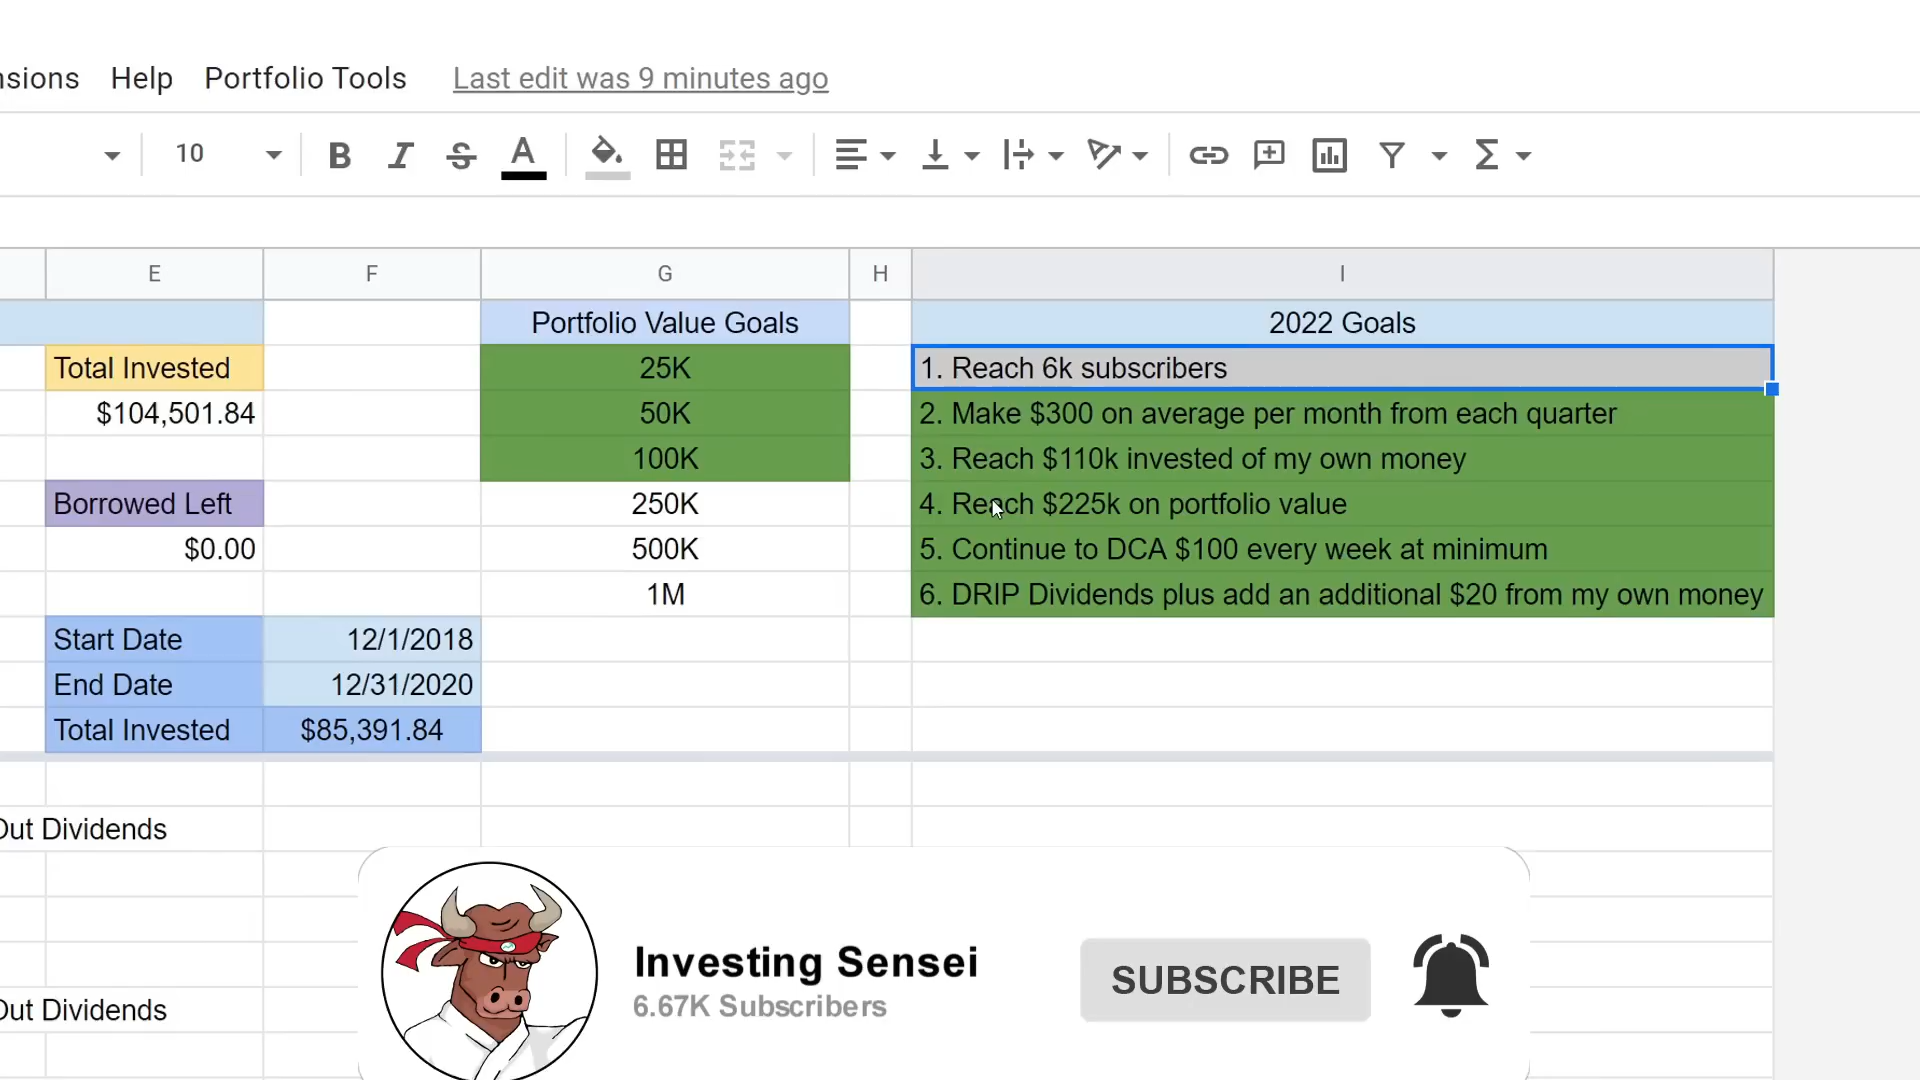 nsions Help Portfolio Tools Last edit was 9 minutes ago
10 B I S A
E F G H I
Portfolio Value Goals 2022 Goals
Total Invested 25K 1. Reach 6k subscribers
$104,501.84 50K 2. Make $300 on average per month from each quarter
100K 3. Reach $110k invested of my own money
Borrowed Left 250K 4. Reach $225k on portfolio value
$0.00 500K 5. Continue to DCA $100 every week at minimum
1M 6. DRIP Dividends plus add an additional $20 from my own money
Start Date 12/1/2018
End Date 12/31/2020
Total Invested $85,391.84
Out Dividends
Investing Sensei
SUBSCRIBE
6.67K Subscribers
Out Dividends